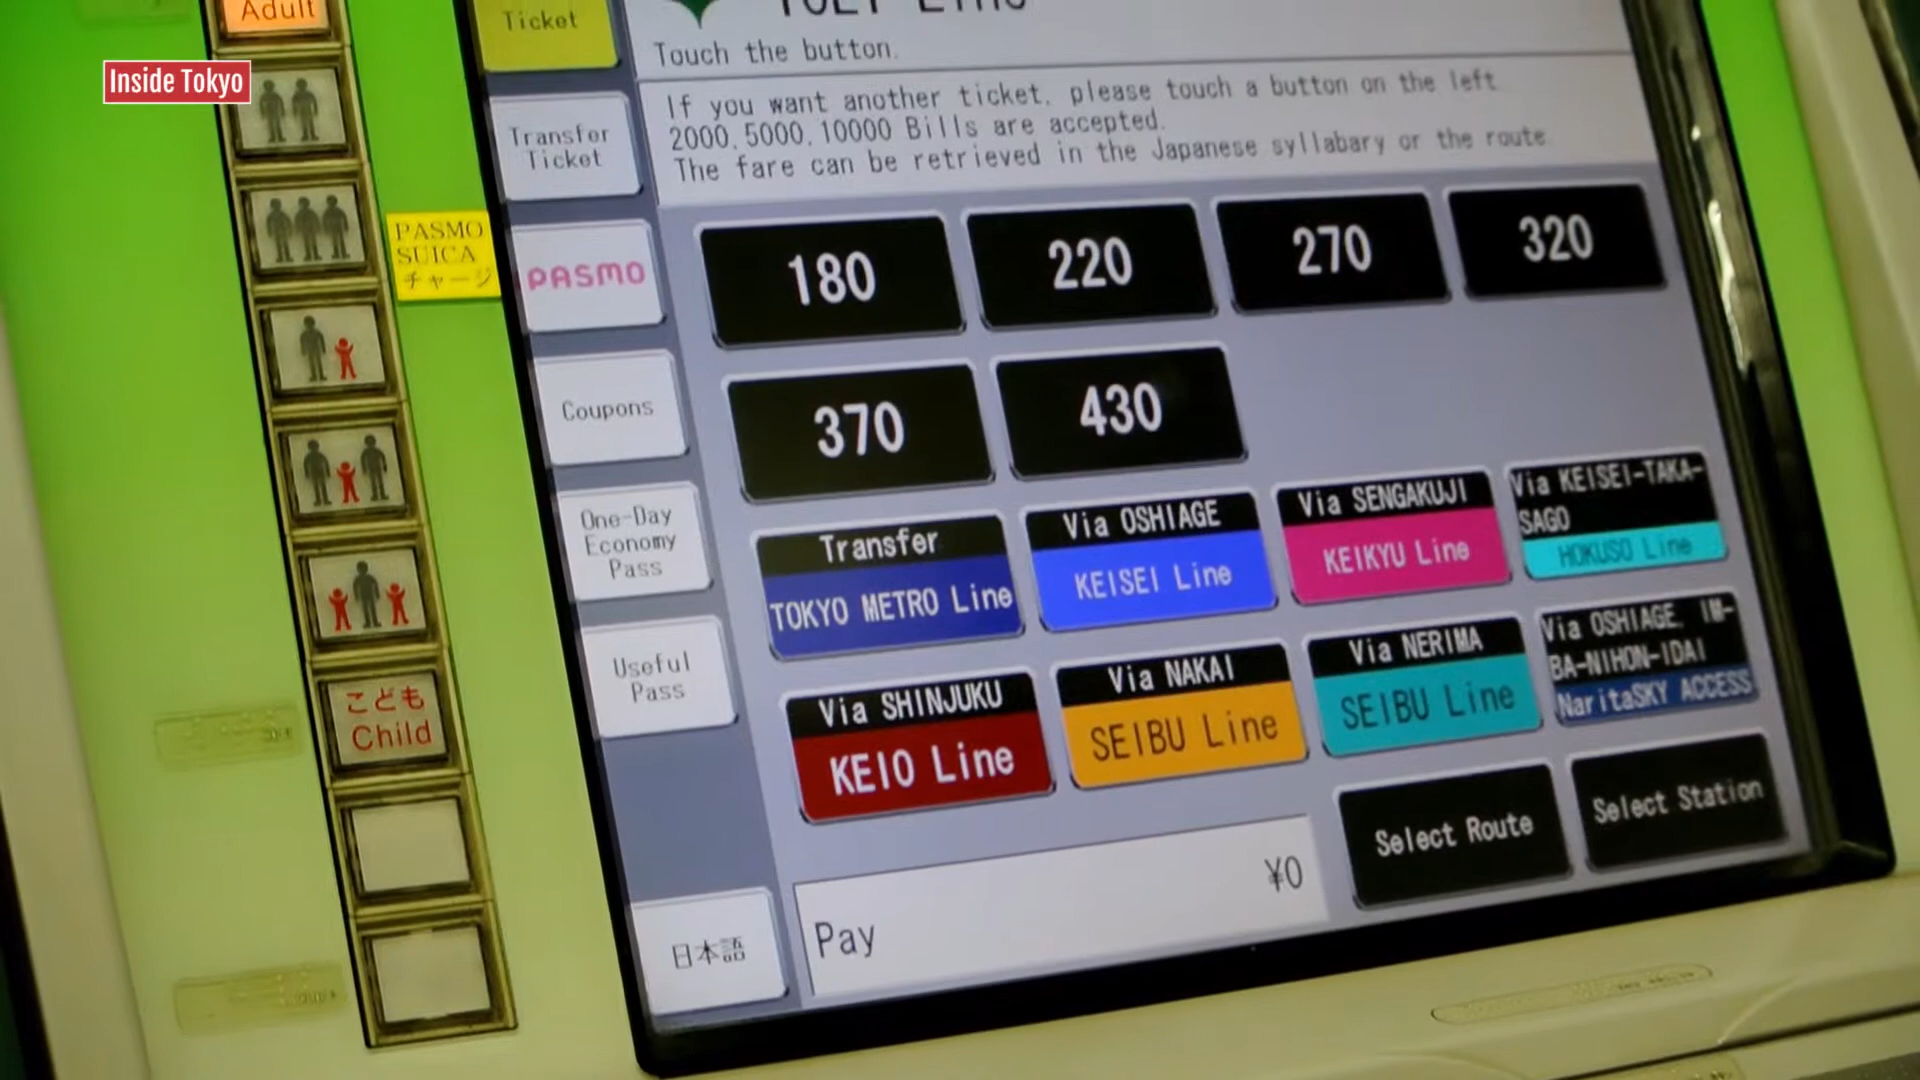 Adult
Inside Tokyo
PASMO
SUICA
チャージ
こども
Child
Ticket
Transfer
Ticket
PASMO
Coupons
One-Day
Economy
Pass
Useful
Pass
日本語
Touch the button.
If you want another ticket, please touch a button on the left
2000,5000,10000 Bills are accepted.
The fare can be retrieved in the Japanese syllabary or the route
180
220
270
320
370
430
Transfer
TOKYO METRO Line
Via OSHIAGE
KEISEI Line
Via SENGAKUJI
KEIKYU Line
Via KEISEI-TAKA-
SAGO
HOKUSO Line
Via SHINJUKU
KEIO Line
Via NAKAI
SEIBU Line
Via NERIMA
SEIBU Line
Via OSHIAGE, IM-
BA-NIHON-IDAI
NaritaSKY ACCESS
Pay
¥0
Select Route
Select Station